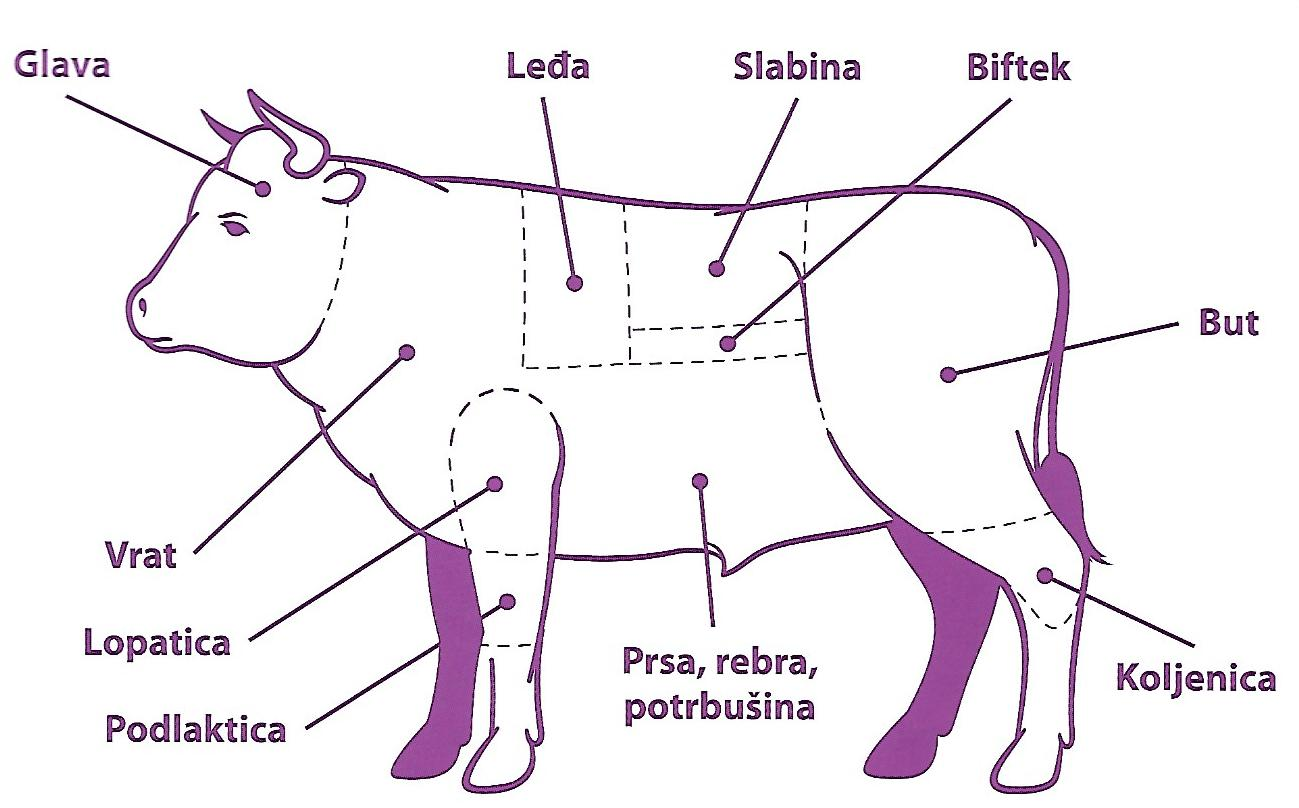 Glava
Leđa
Slabina
Biftek
But
Vrat
Lopatica
Podlaktica
Prsa, rebra,
potrbušina
Koljenica